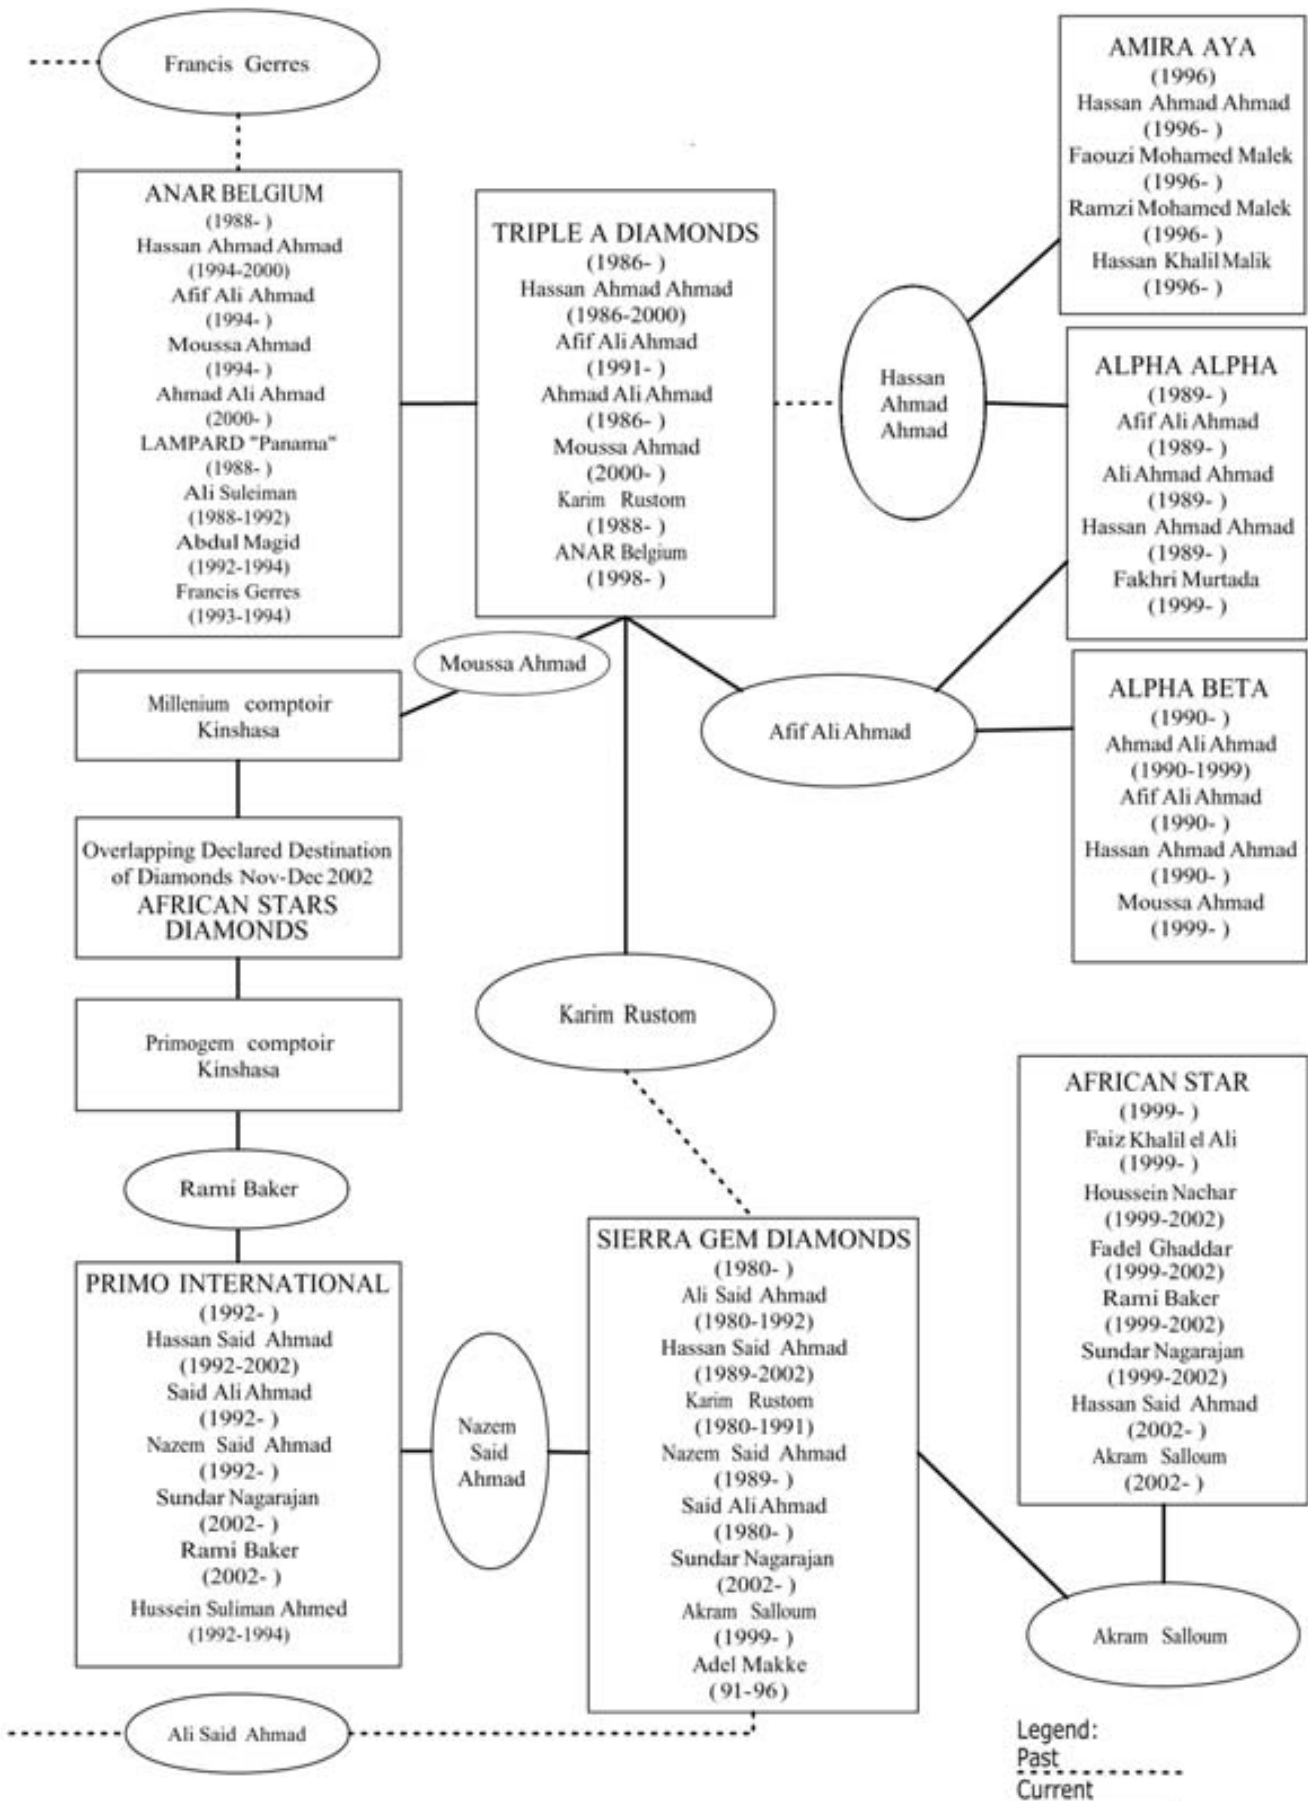 Francis Gerres
ANAR BELGIUM
(1988- )
Hassan Ahmad Ahmad
(1994-2000)
Afif Ali Ahmad
(1994- )
Moussa Ahmad
(1994- )
Ahmad Ali Ahmad
(2000- )
LAMPARD "Panama"
(1988- )
Ali Suleiman
(1988-1992)
Abdul Magid
(1992-1994)
Francis Gerres
(1993-1994)
TRIPLE A DIAMONDS
(1986- )
Hassan Ahmad Ahmad
(1986-2000)
Afif Ali Ahmad
(1991- )
Ahmad Ali Ahmad
(1986- )
Moussa Ahmad
(2000- )
Karim Rustom
(1988- )
ANAR Belgium
(1998- )
Hassan
Ahmad
Ahmad
AMIRA AYA
(1996)
Hassan Ahmad Ahmad
(1996- )
Faouzi Mohamed Malek
(1996- )
Ramzi Mohamed Malek
(1996- )
Hassan Khalil Malik
(1996- )
ALPHA ALPHA
(1989- )
Afif Ali Ahmad
(1989- )
Ali Ahmad Ahmad
(1989- )
Hassan Ahmad Ahmad
(1989- )
Fakhri Murtada
(1999- )
Moussa Ahmad
Afif Ali Ahmad
ALPHA BETA
(1990- )
Ahmad Ali Ahmad
(1990-1999)
Afif Ali Ahmad
(1990- )
Hassan Ahmad Ahmad
(1990- )
Moussa Ahmad
(1999- )
Millenium comptoir
Kinshasa
Overlapping Declared Destination
of Diamonds Nov-Dec 2002
AFRICAN STARS
DIAMONDS
Primogem comptoir
Kinshasa
Karim Rustom
Rami Baker
PRIMO INTERNATIONAL
(1992- )
Hassan Said Ahmad
(1992-2002)
Said Ali Ahmad
(1992- )
Nazem Said Ahmad
(1992- )
Sundar Nagarajan
(2002- )
Rami Baker
(2002- )
Hussein Suliman Ahmed
(1992-1994)
Nazem
Said
Ahmad
SIERRA GEM DIAMONDS
(1980- )
Ali Said Ahmad
(1980-1992)
Hassan Said Ahmad
(1989-2002)
Karim Rustom
(1980-1991)
Nazem Said Ahmad
(1989- )
Said Ali Ahmad
(1980- )
Sundar Nagarajan
(2002- )
Akram Salloum
(1999- )
Adel Makke
(91-96)
AFRICAN STAR
(1999- )
Faiz Khalil el Ali
(1999- )
Houssein Nachar
(1999-2002)
Fadel Ghaddar
(1999-2002)
Rami Baker
(1999-2002)
Sundar Nagarajan
(1999-2002)
Hassan Said Ahmad
(2002- )
Akram Salloum
(2002- )
Akram Salloum
Ali Said Ahmad
Legend:
Past
Current